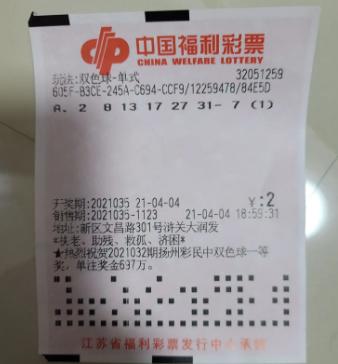 中国福利彩票
CHINA WELFARE LOTTERY
玩法:双色球-单式 32051259
605F-B3CE-245A-C694-CCF9/12259478/84E5D
A. 2 8 13 17 27 31- 7 (1)
开奖期:2021035 21-04-04 ¥:2
销售期:2021035-1123 21-04-04 18:59:31
地址:新区文昌路301号浒关大润发
*扶老、助残、救孤、济困*
★热烈祝贺2021032期扬州彩民中双色球一等
奖,单注奖金697万。
江苏省福利彩票发行中心承销